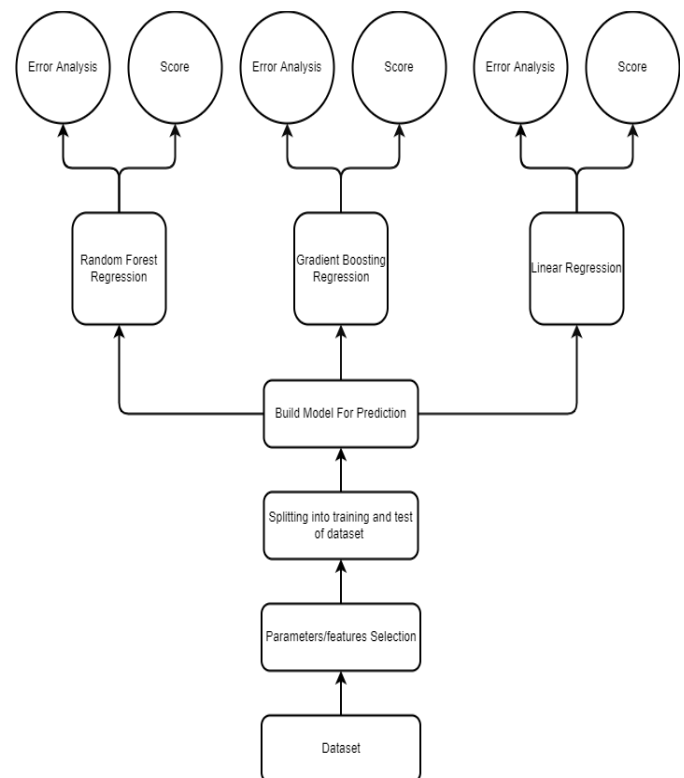 Error Analysis
Score
Error Analysis
Score
Error Analysis
Score
Random Forest
Regression
Gradient Boosting
Regression
Linear Regression
Build Model For Prediction
Splitting into training and test
of dataset
Parameters/features Selection
Dataset